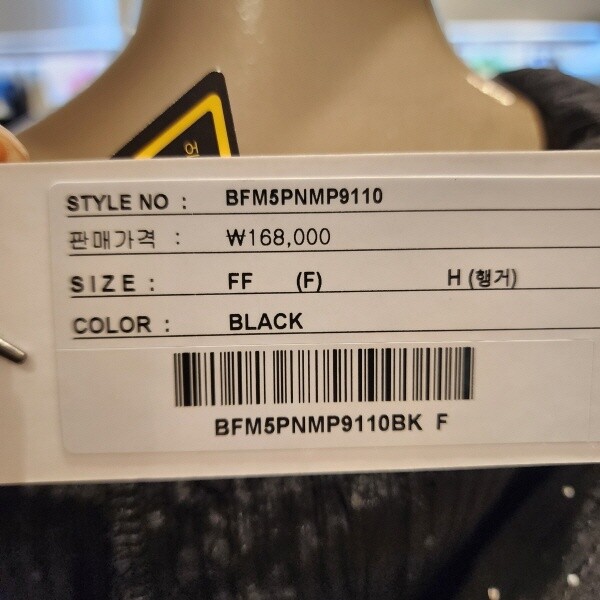 STYLE NO : BFM5PNMP9110
판매가격 : ₩168,000
SIZE : FF (F) H (행거)
COLOR : BLACK
BFM5PNMP9110BK F